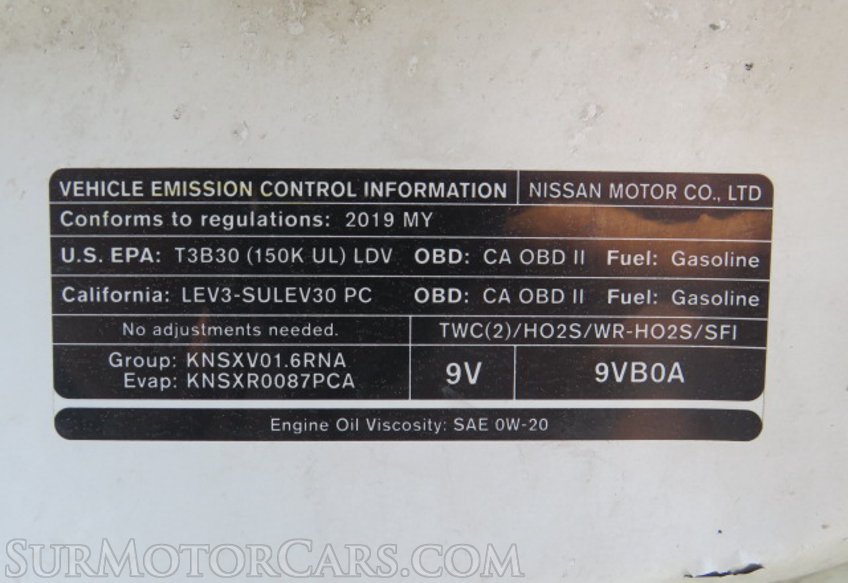 VEHICLE EMISSION CONTROL INFORMATION NISSAN MOTOR CO., LTD
Conforms to regulations: 2019 MY
U.S. EPA: T3B30 (150K UL) LDV OBD: CA OBD II Fuel: Gasoline
California: LEV3-SULEV30 PC OBD: CA OBD II Fuel: Gasoline
No adjustments needed. TWC(2)/HO2S/WR-HO2S/SFI
Group: KNSXV01.6RNA
Evap: KNSXR0087PCA
9V 9VB0A
Engine Oil Viscosity: SAE 0W-20
SurMotorCars.com